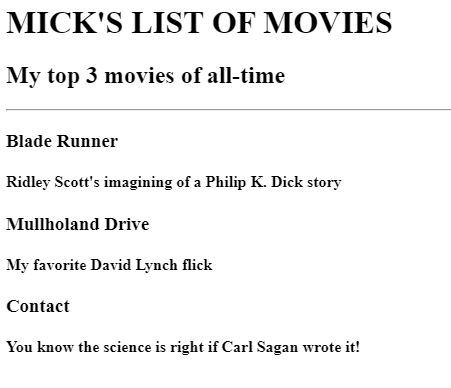 MICK'S LIST OF MOVIES
My top 3 movies of all-time
Blade Runner
Ridley Scott's imagining of a Philip K. Dick story
Mullholand Drive
My favorite David Lynch flick
Contact
You know the science is right if Carl Sagan wrote it!